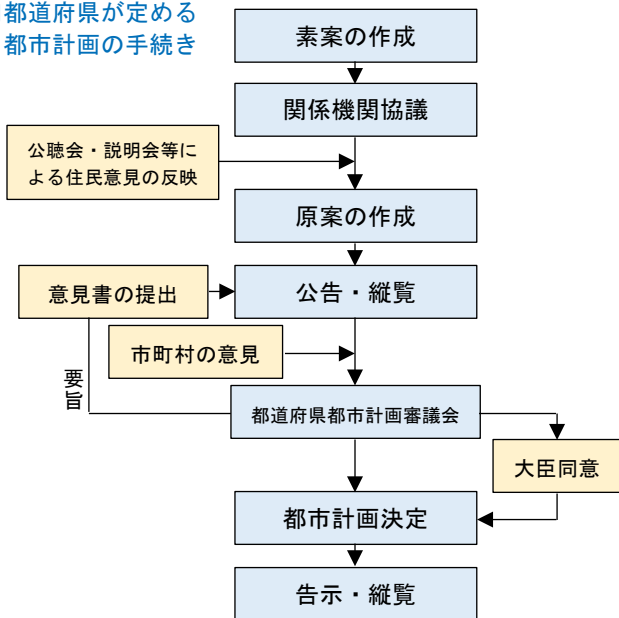 都道府県が定める
都市計画の手続き
素案の作成
関係機関協議
公聴会・説明会等に
よる住民意見の反映
原案の作成
意見書の提出
公告・縦覧
市町村の意見
要旨
都道府県都市計画審議会
大臣同意
都市計画決定
告示・縦覧